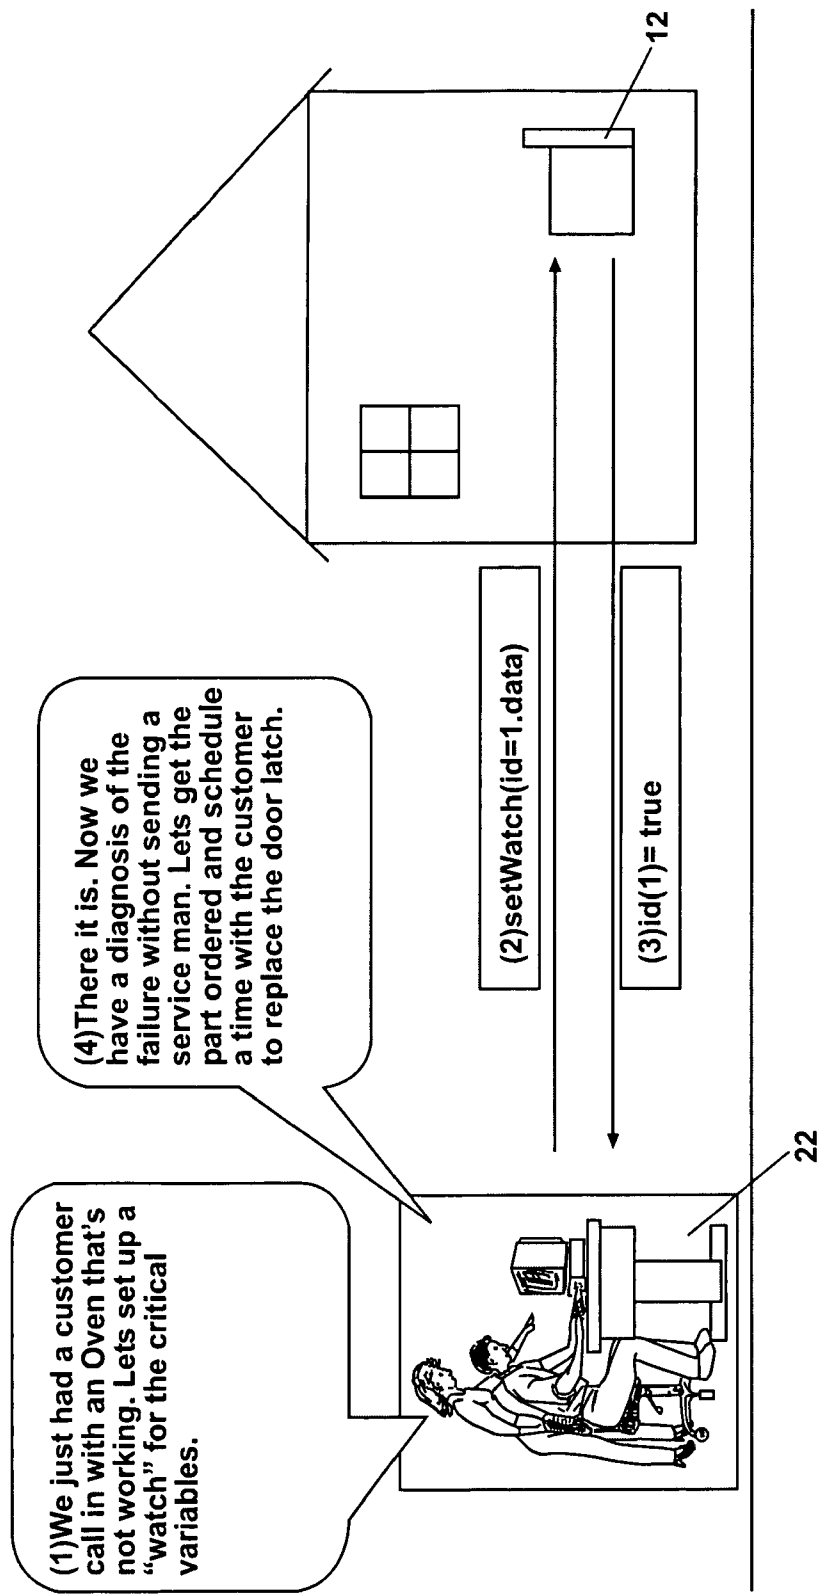 (1)We just had a customer
call in with an Oven that's
not working. Lets set up a
“watch” for the critical
variables.
(4)There it is. Now we
have a diagnosis of the
failure without sending a
service man. Lets get the
part ordered and schedule
a time with the customer
to replace the door latch.
(2)setWatch(id=1.data)
(3)id(1)= true
12
22